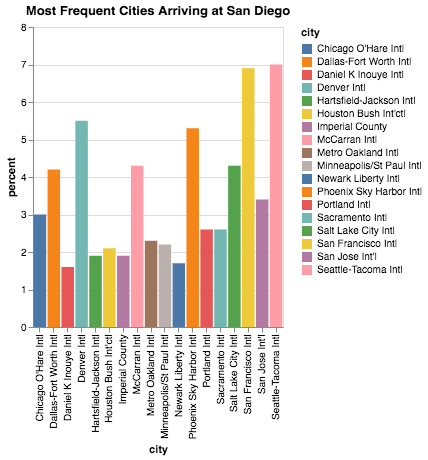 Most Frequent Cities Arriving at San Diego
percent
8
7
6
5
4
3
2
1
0
Chicago O'Hare Intl
Dallas-Fort Worth Intl
Daniel K Inouye Intl
Denver Intl
Hartsfield-Jackson Intl
Houston Bush Int'ctl
Imperial County
McCarran Intl
Metro Oakland Intl
Minneapolis/St Paul Intl
Newark Liberty Intl
Phoenix Sky Harbor Intl
Portland Intl
Sacramento Intl
Salt Lake City Intl
San Francisco Intl
San Jose Int'l
Seattle-Tacoma Intl
city
city
Chicago O'Hare Intl
Dallas-Fort Worth Intl
Daniel K Inouye Intl
Denver Intl
Hartsfield-Jackson Intl
Houston Bush Int'ctl
Imperial County
McCarran Intl
Metro Oakland Intl
Minneapolis/St Paul Intl
Newark Liberty Intl
Phoenix Sky Harbor Intl
Portland Intl
Sacramento Intl
Salt Lake City Intl
San Francisco Intl
San Jose Int'l
Seattle-Tacoma Intl